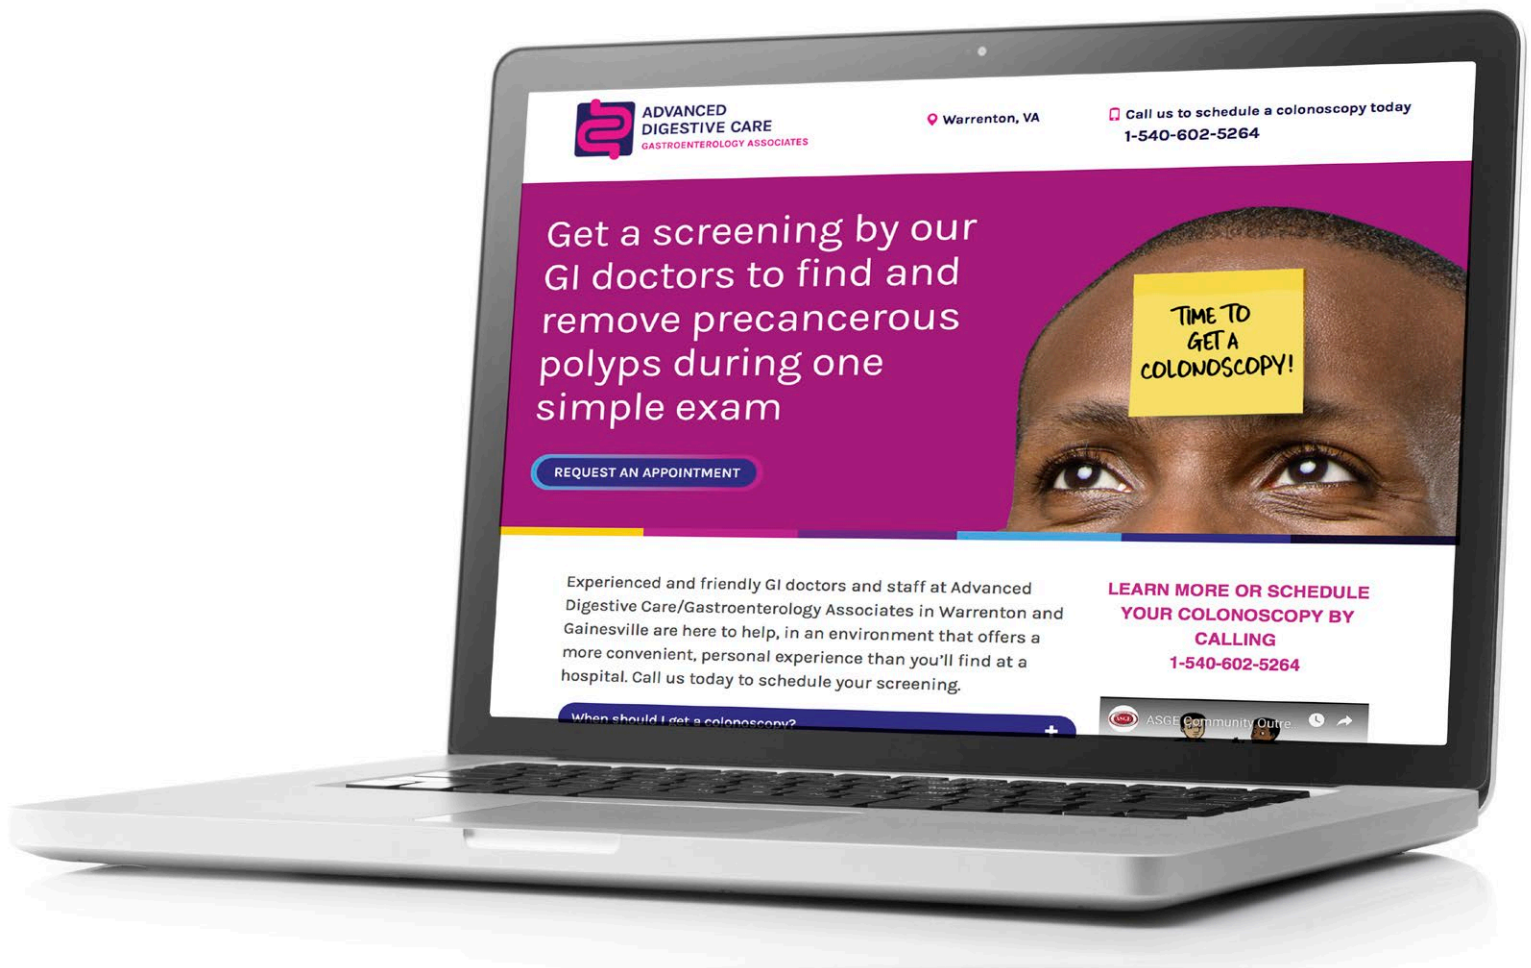 ADVANCED
DIGESTIVE CARE
GASTROENTEROLOGY ASSOCIATES
Warrenton, VA
Call us to schedule a colonoscopy today
1-540-602-5264
Get a screening by our
GI doctors to find and
remove precancerous
polyps during one
simple exam
REQUEST AN APPOINTMENT
TIME TO
GET A
COLONOSCOPY!
Experienced and friendly GI doctors and staff at Advanced
Digestive Care/Gastroenterology Associates in Warrenton and
Gainesville are here to help, in an environment that offers a
more convenient, personal experience than you'll find at a
hospital. Call us today to schedule your screening.
When should I get a colonoscopy?
LEARN MORE OR SCHEDULE
YOUR COLONOSCOPY BY
CALLING
1-540-602-5264
ASGE
ASGE Community Outre